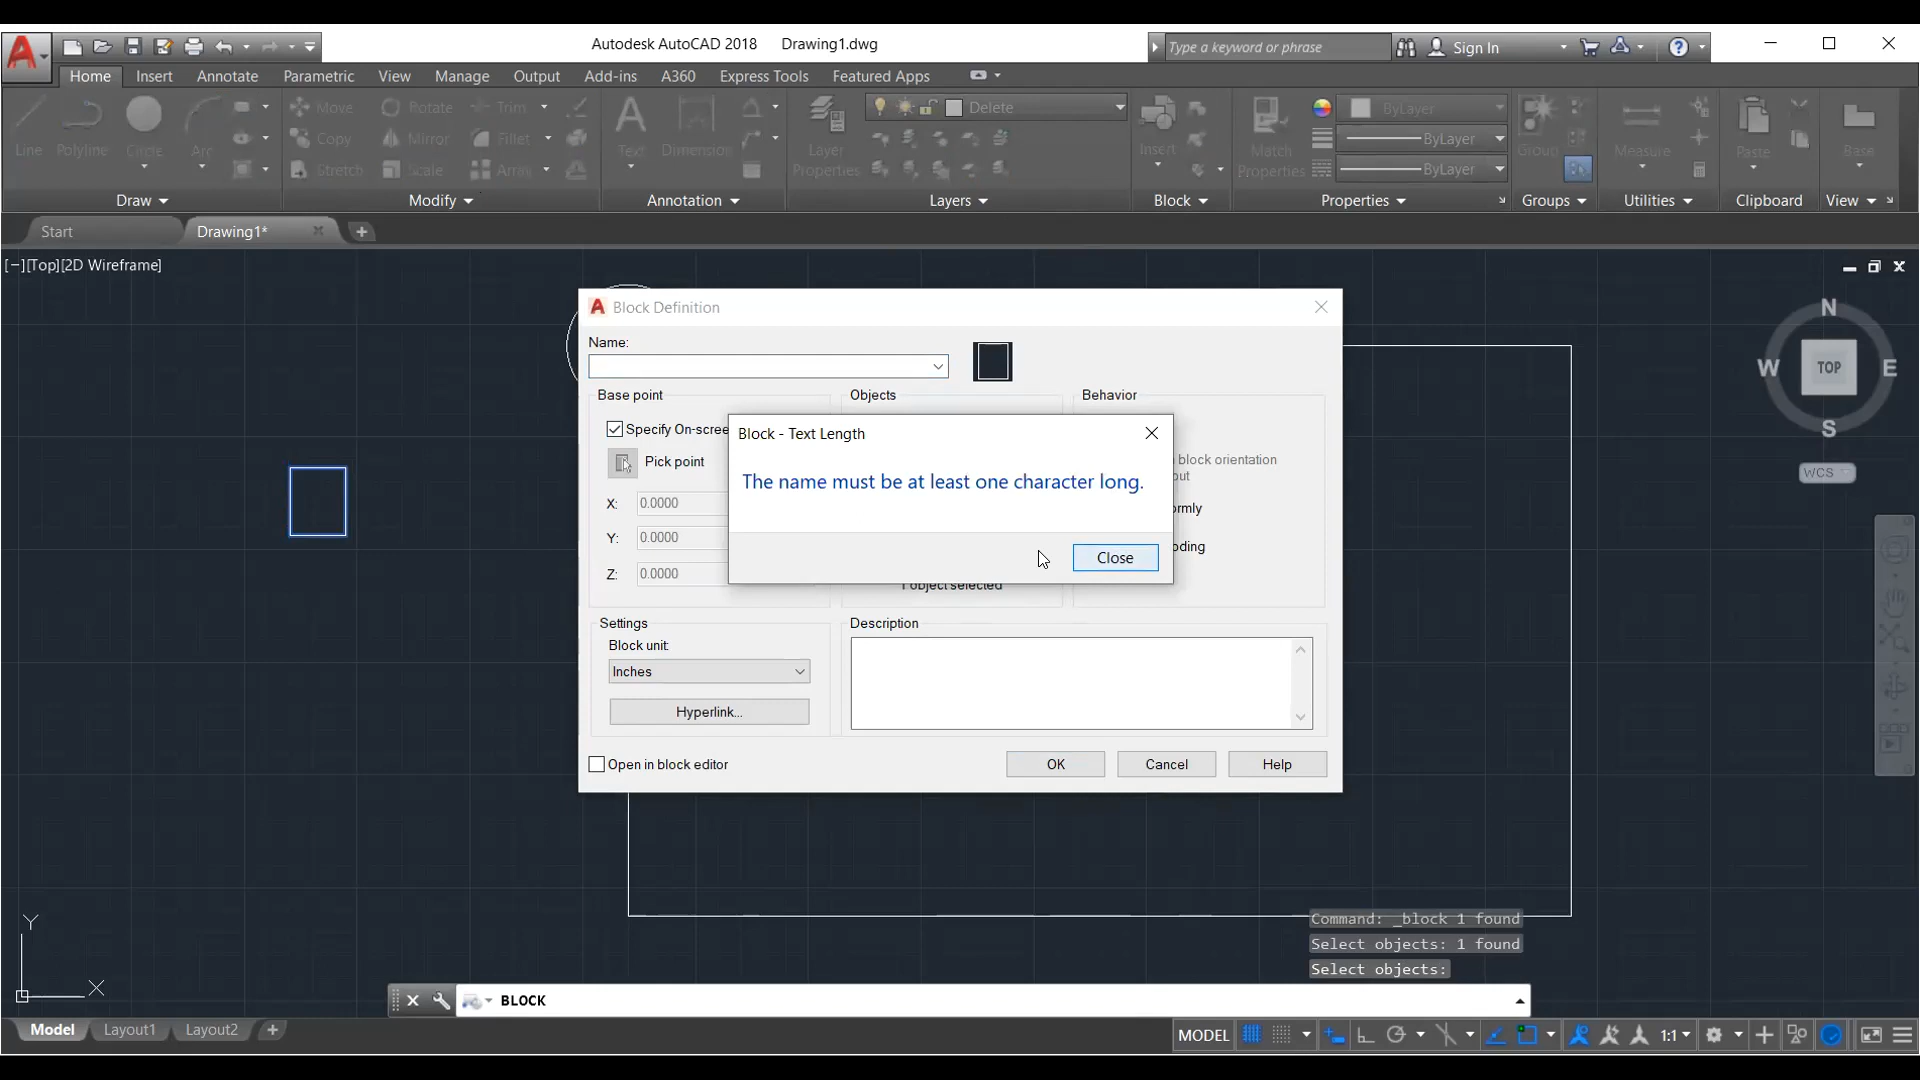 Autodesk AutoCAD 2018 Drawing1.dwg
Type a keyword or phrase
Sign In
Home Insert Annotate Parametric View Manage Output Add-ins A360 Express Tools Featured Apps
Line
Polyline
Circle
Arc
Move
Copy
Stretch
Rotate
Mirror
Scale
Trim
Fillet
Array
Text
Dimension
Layer
Properties
Delete
Insert
Match
Properties
ByLayer
ByLayer
ByLayer
Group
Measure
Paste
Base
Draw
Modify
Annotation
Layers
Block
Properties
Groups
Utilities
Clipboard
View
Start
Drawing1*
[−][Top][2D Wireframe]
N
W TOP E
S
WCS
Block Definition
Name:
Base point
Objects
Behavior
Specify On-scree
Pick point
X: 0.0000
Y: 0.0000
Z: 0.0000
Block - Text Length
The name must be at least one character long.
Close
block orientation
out
rmly
oding
1 object selected
Settings
Block unit:
Inches
Hyperlink...
Description
Open in block editor
OK
Cancel
Help
Command: _block 1 found
Select objects: 1 found
Select objects:
Y
X
BLOCK
Model Layout1 Layout2
MODEL
1:1